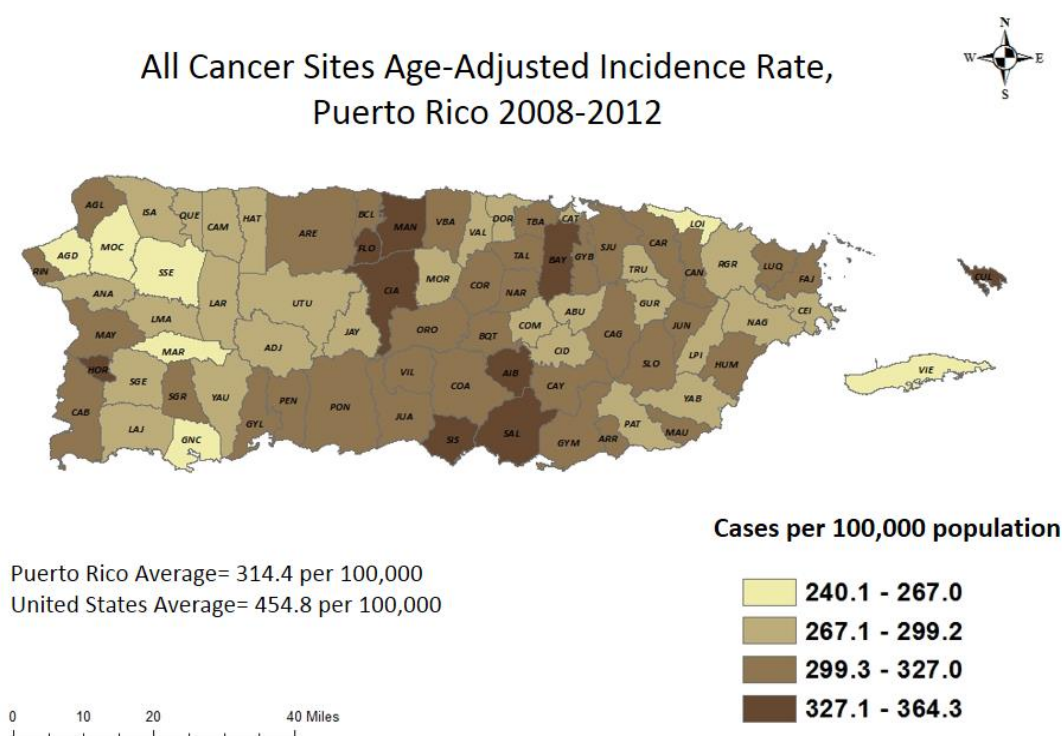 All Cancer Sites Age-Adjusted Incidence Rate,
Puerto Rico 2008-2012
N
W E
S
AGL
ISA
QUE
CAM
HAT
ARE
BCL
MAN
VBA
VAL
DOR
TBA
CAT
LOI
MOC
AGD
FLO
BAY
GYB
SJU
CAR
CAN
RGR
LUQ
FAJ
RIN
SSE
TAL
TRU
CUL
ANA
LAR
UTU
CIA
MOR
COR
NAR
GUR
CEI
MAY
LMA
JAY
ORO
BQT
COM
ABU
CAG
JUN
NAG
MAR
ADJ
CID
HOR
SGE
VIL
COA
AIB
CAY
SLO
LPI
HUM
VIE
CAB
SGR
YAU
PEN
PON
JUA
YAB
LAJ
GNC
GYL
SIS
SAL
GYM
ARR
PAT
MAU
Cases per 100,000 population
Puerto Rico Average= 314.4 per 100,000
United States Average= 454.8 per 100,000
240.1 - 267.0
267.1 - 299.2
299.3 - 327.0
327.1 - 364.3
0 10 20 40 Miles